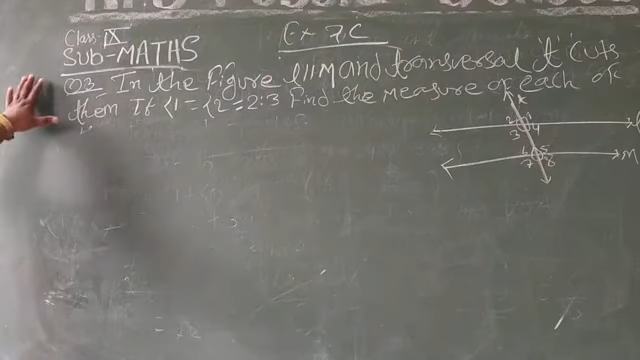 Class- IX
Ex 7.C
Sub-MATHS
Q3 In the Figure l||M and transversal 't' cuts
them If <1 = <2 = 2:3 Find the measure of each of
t
2 1
3 4
l
6 5
7 8
m